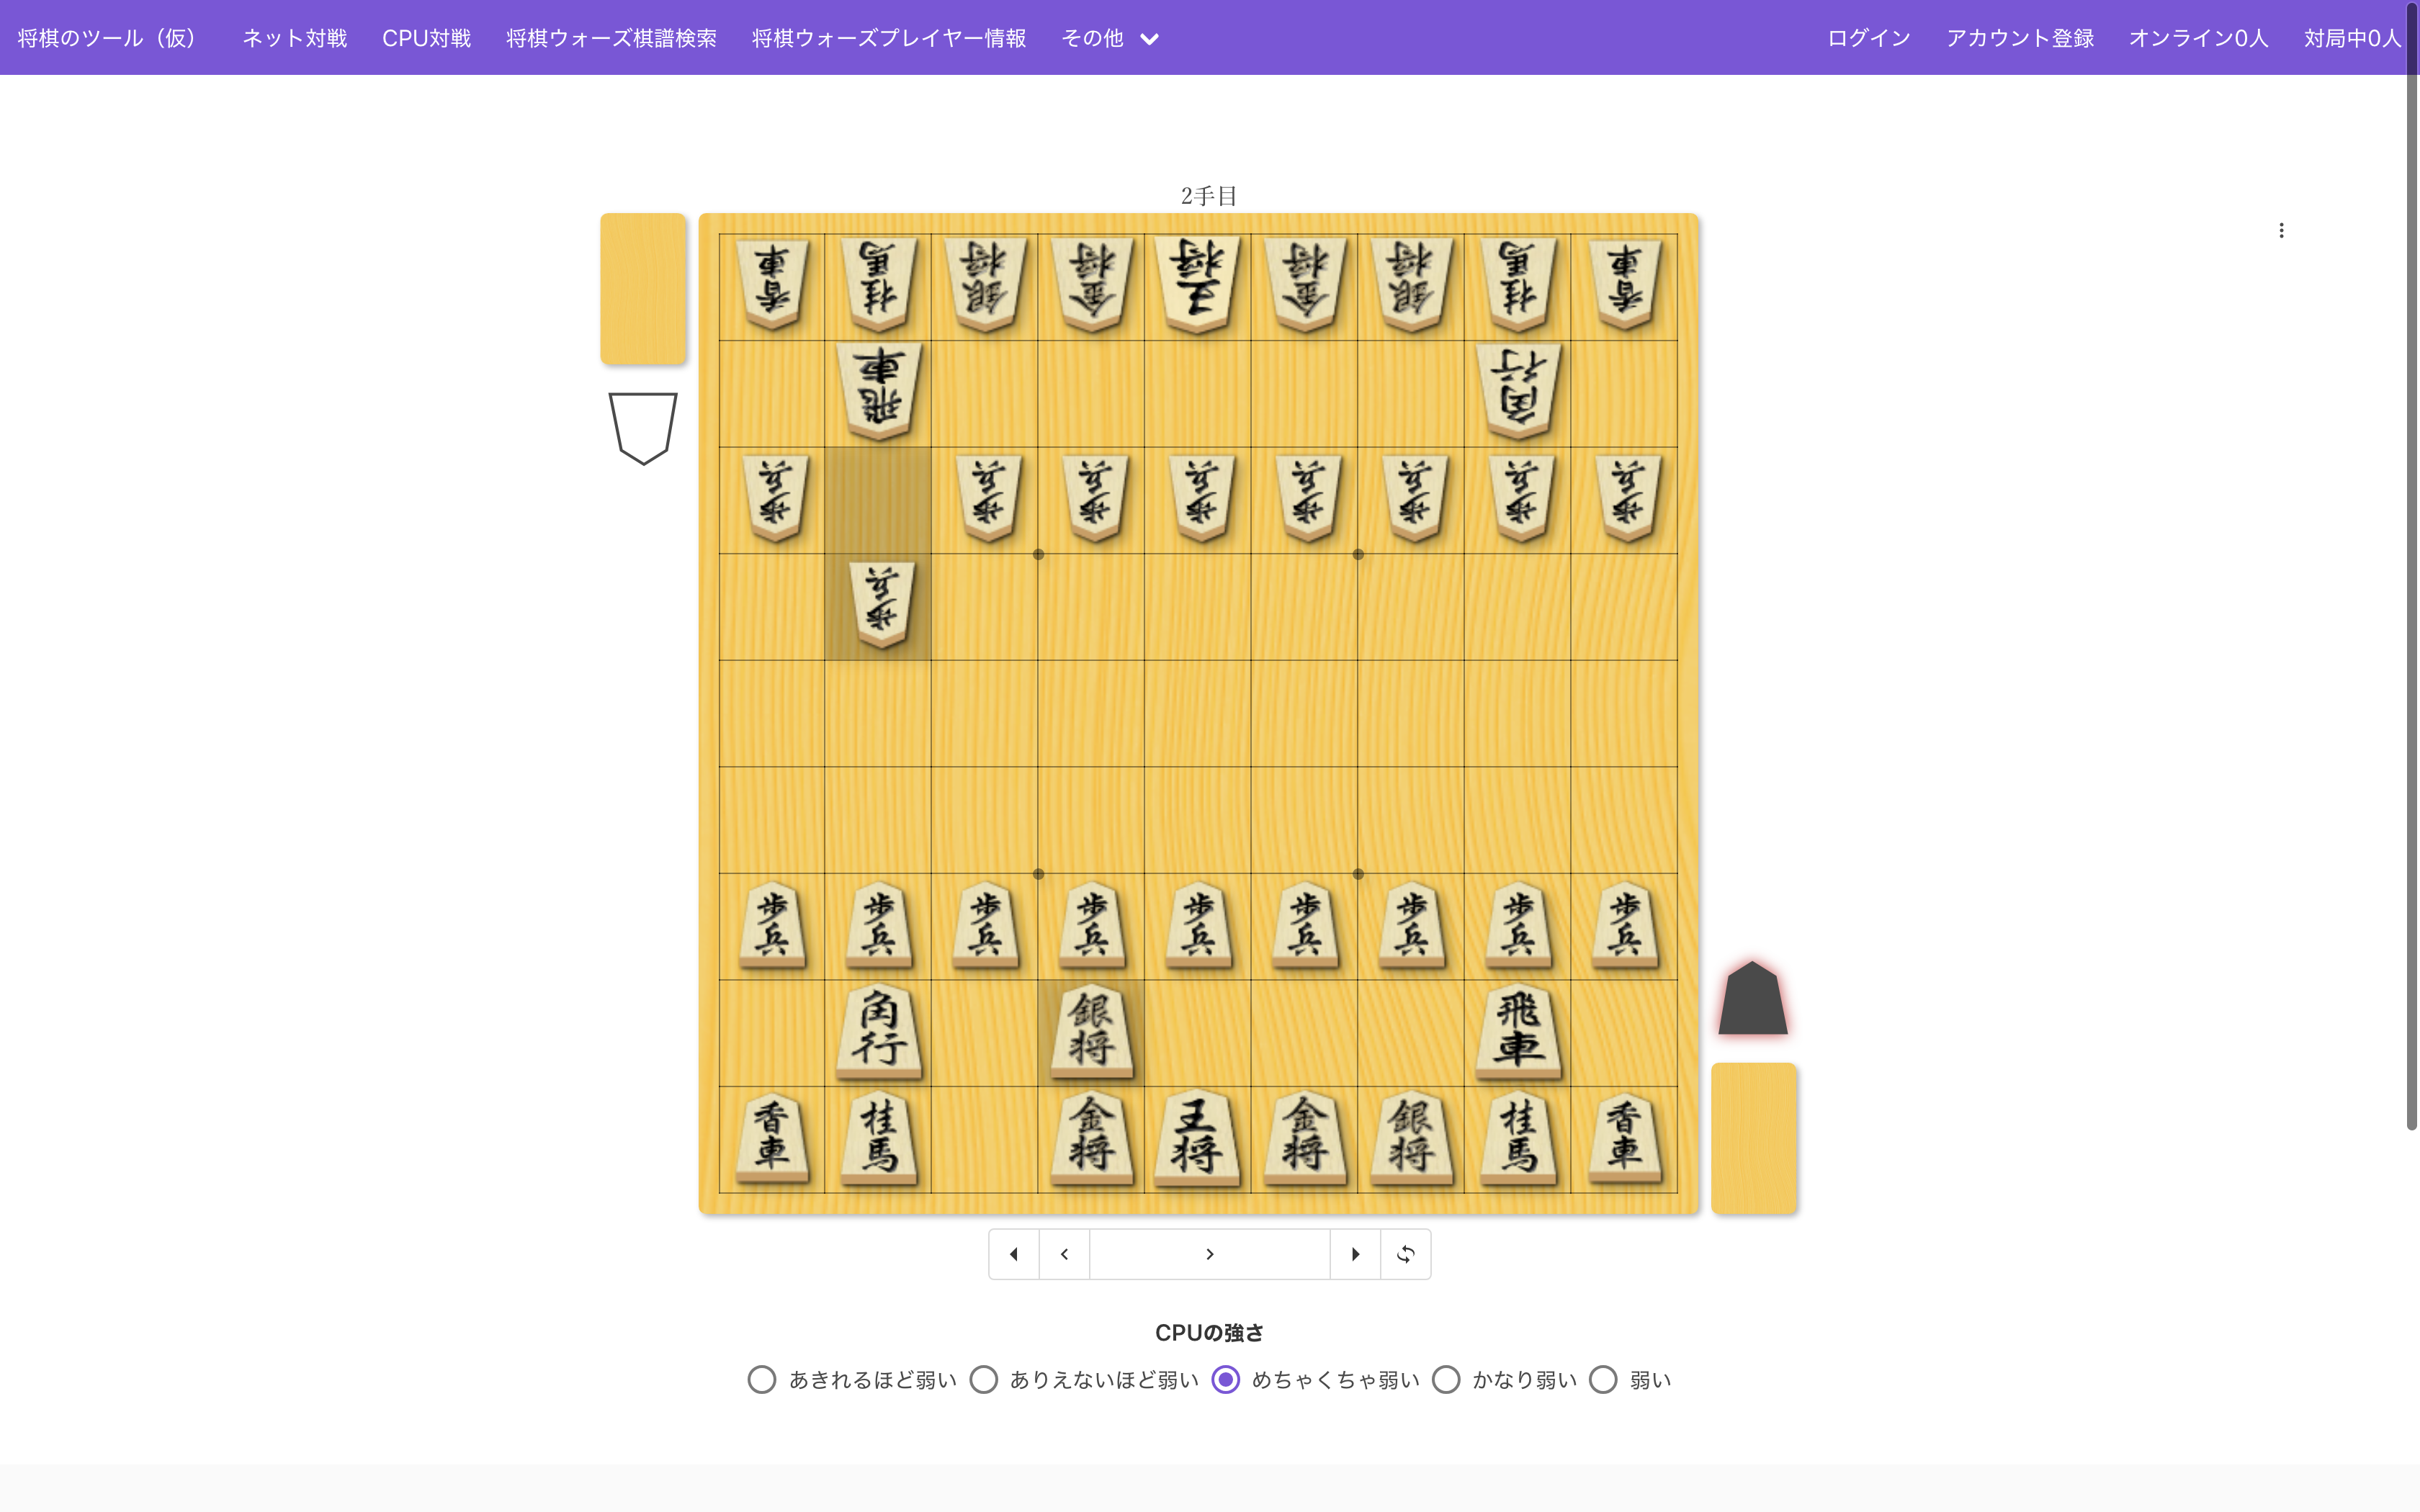 将棋のツール（仮） ネット対戦 CPU対戦 将棋ウォーズ棋譜検索 将棋ウォーズプレイヤー情報 その他 ログイン アカウント登録 オンライン0人 対局中0人
2手目
香車 桂馬 銀将 金将 王将 金将 銀将 桂馬 香車
飛車 角行
歩兵 歩兵 歩兵 歩兵 歩兵 歩兵 歩兵 歩兵
歩兵
歩兵 歩兵 歩兵 歩兵 歩兵 歩兵 歩兵 歩兵 歩兵
角行 銀将 飛車
香車 桂馬 金将 王将 金将 銀将 桂馬 香車
CPUの強さ
あきれるほど弱い ありえないほど弱い めちゃくちゃ弱い かなり弱い 弱い